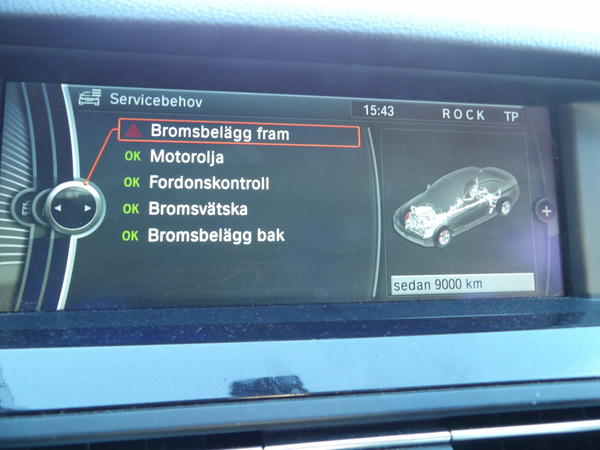 Servicebehov
15:43
ROCK
TP
Bromsbelägg fram
OK Motorolja
OK Fordonskontroll
OK Bromsvätska
OK Bromsbelägg bak
sedan 9000 km